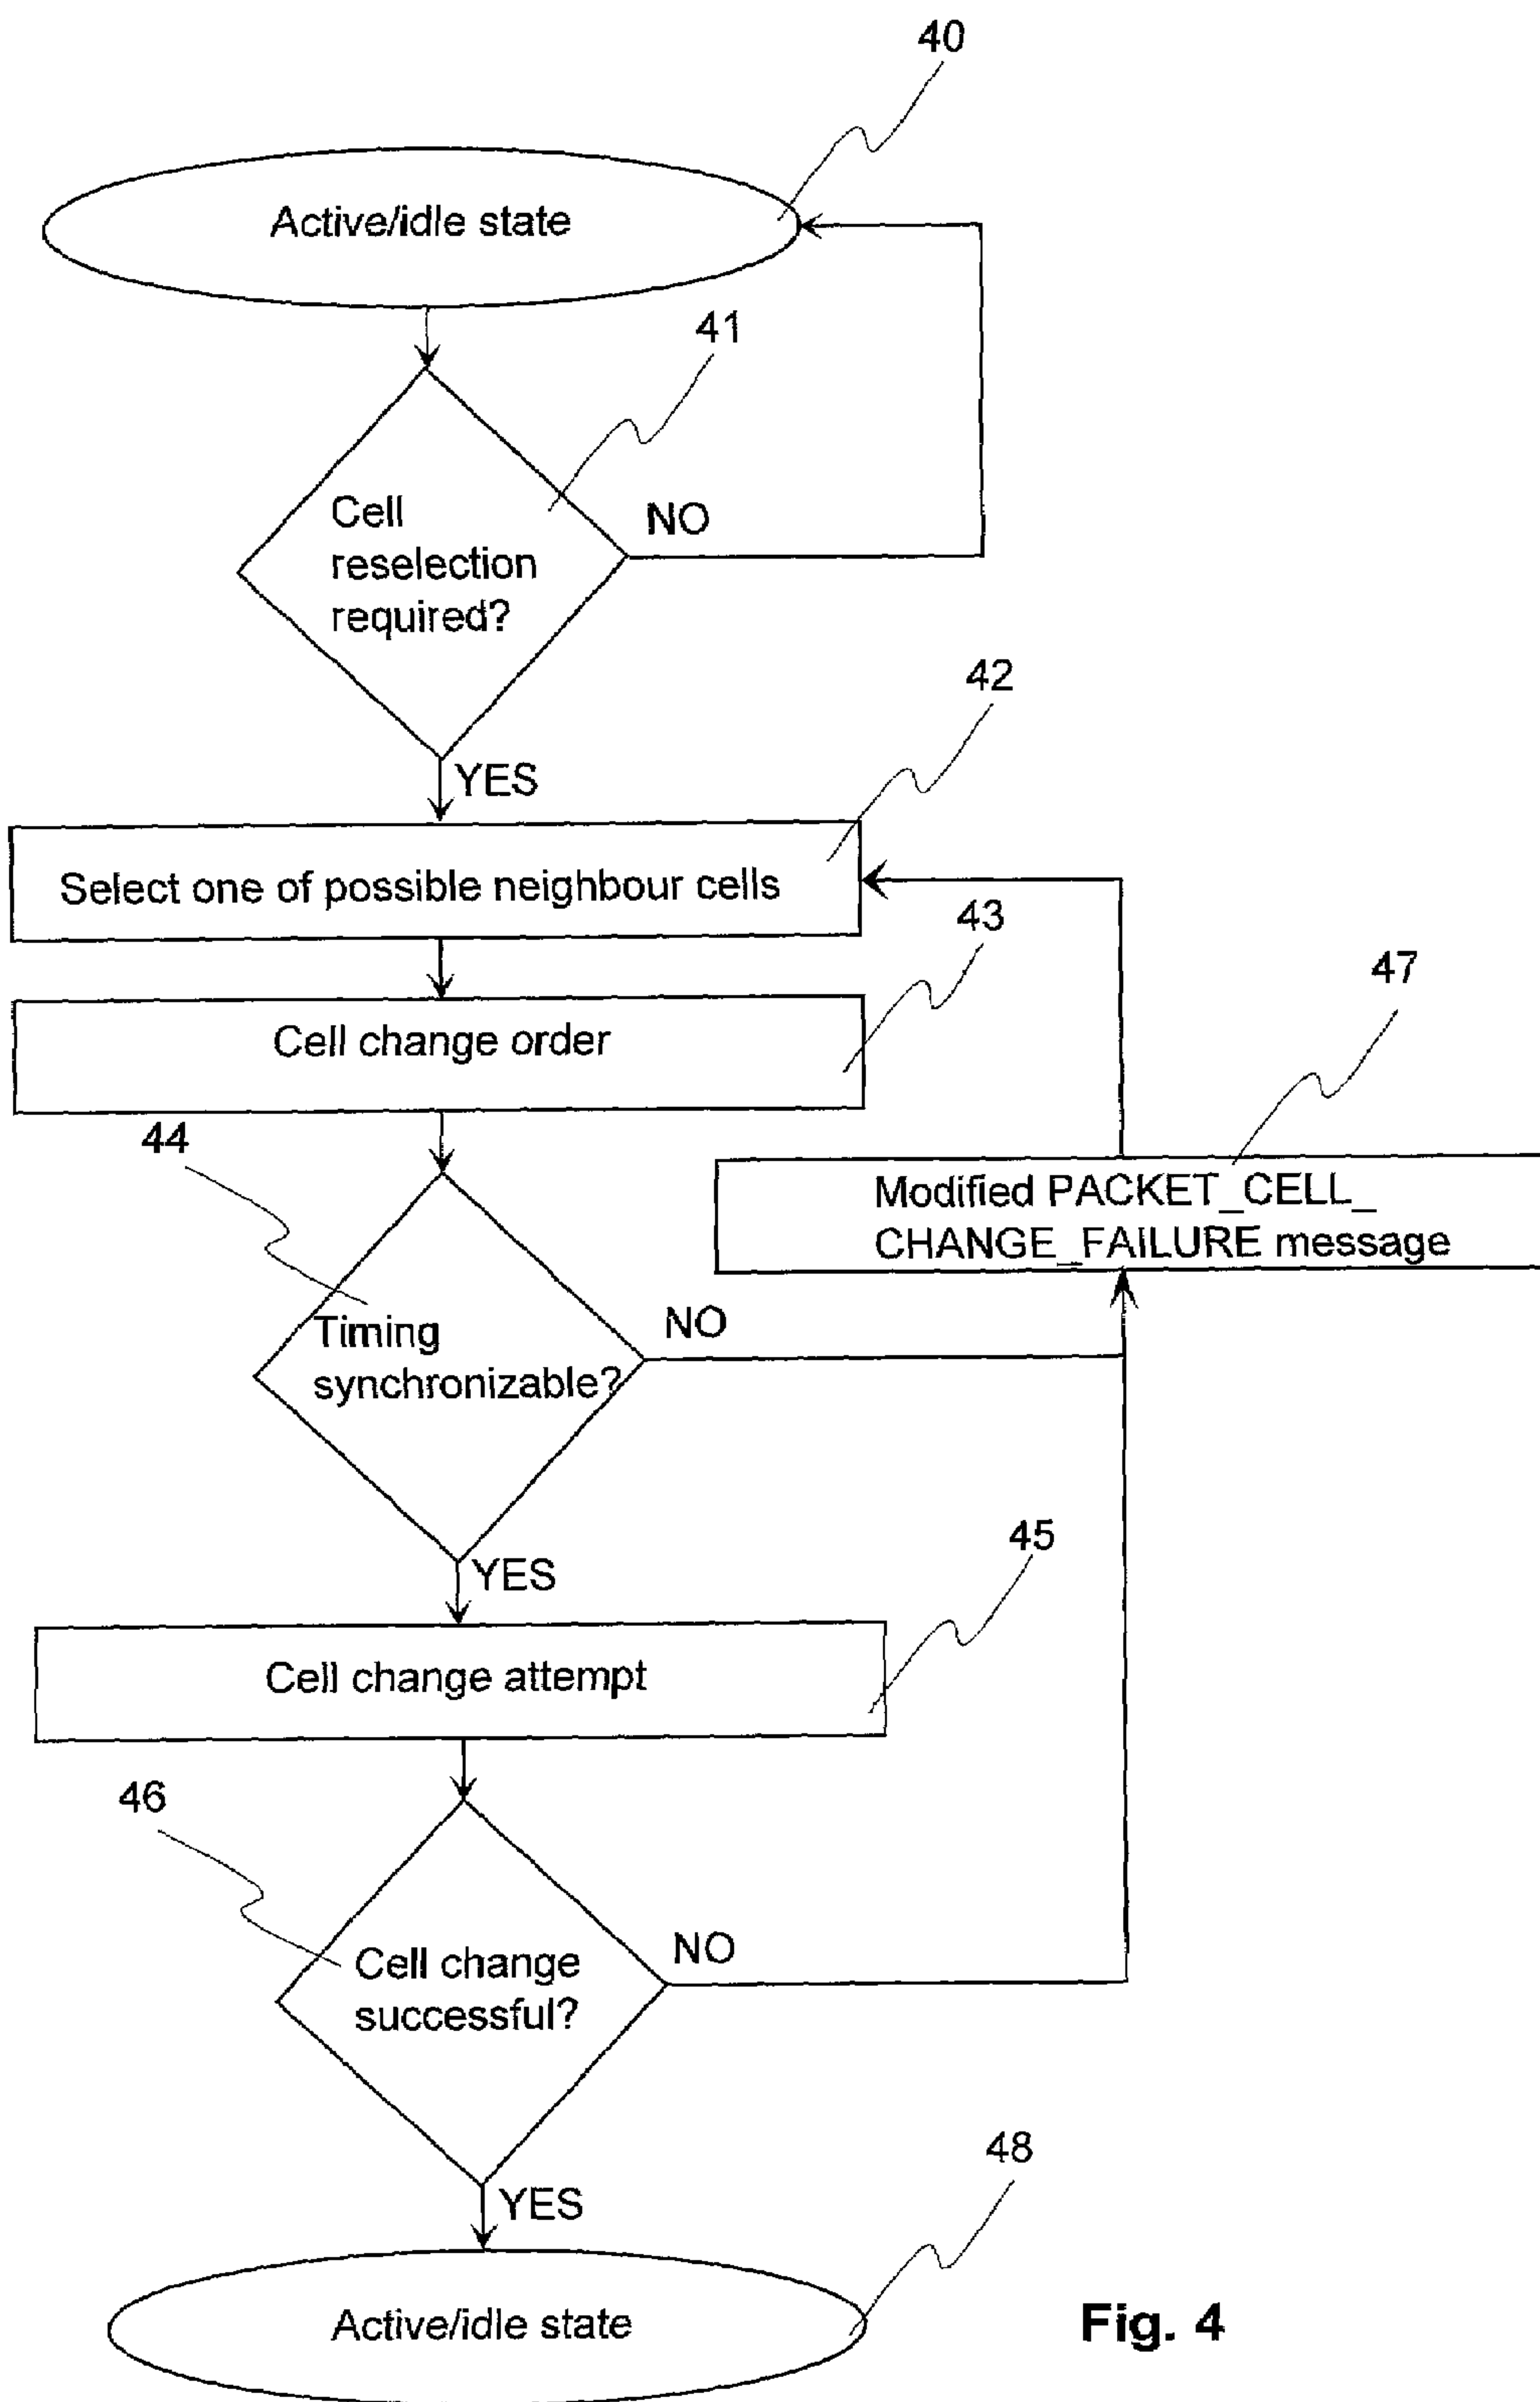 40
Active/idle state
41
Cell
reselection
required?
NO
YES
42
Select one of possible neighbour cells
43
Cell change order
47
44
Modified PACKET_CELL_
CHANGE_FAILURE message
Timing
synchronizable?
NO
YES
45
Cell change attempt
46
Cell change
successful?
NO
YES
48
Active/idle state
Fig. 4